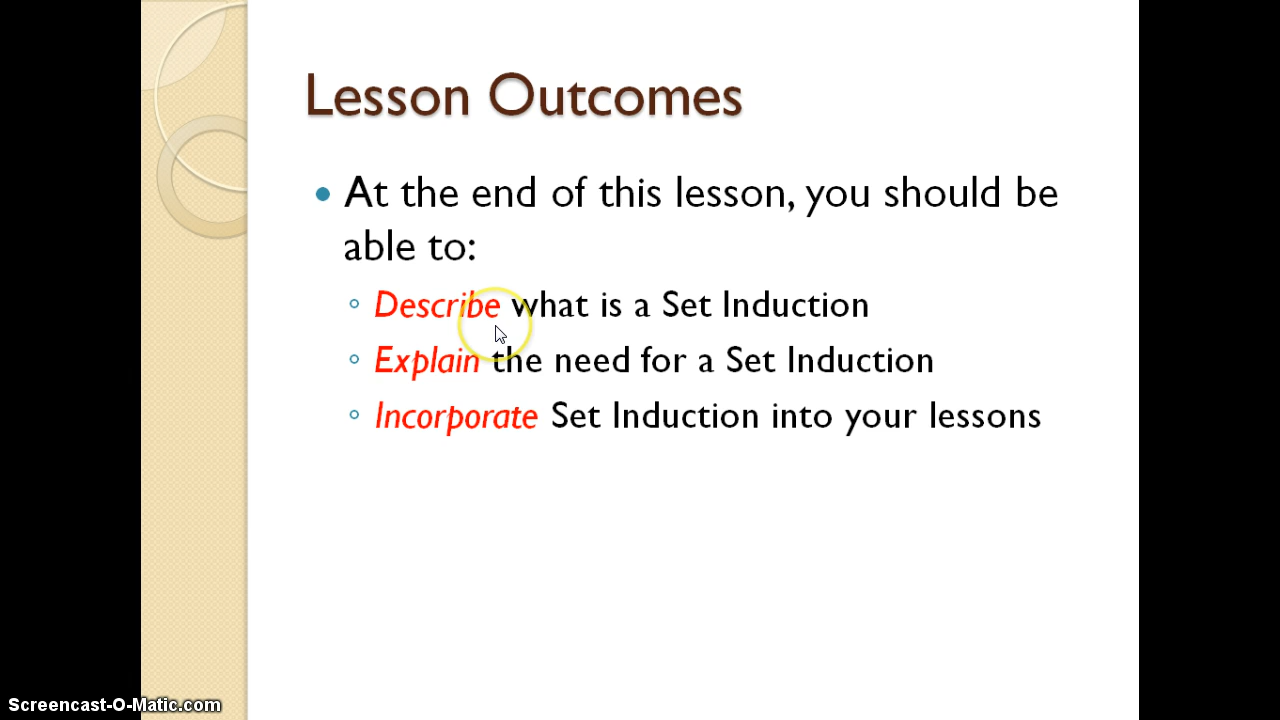 Lesson Outcomes
At the end of this lesson, you should be
able to:
Describe what is a Set Induction
Explain the need for a Set Induction
Incorporate Set Induction into your lessons
Screencast-O-Matic.com